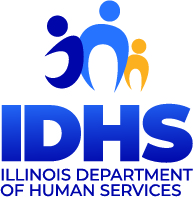 IDHS
ILLINOIS DEPARTMENT
OF HUMAN SERVICES